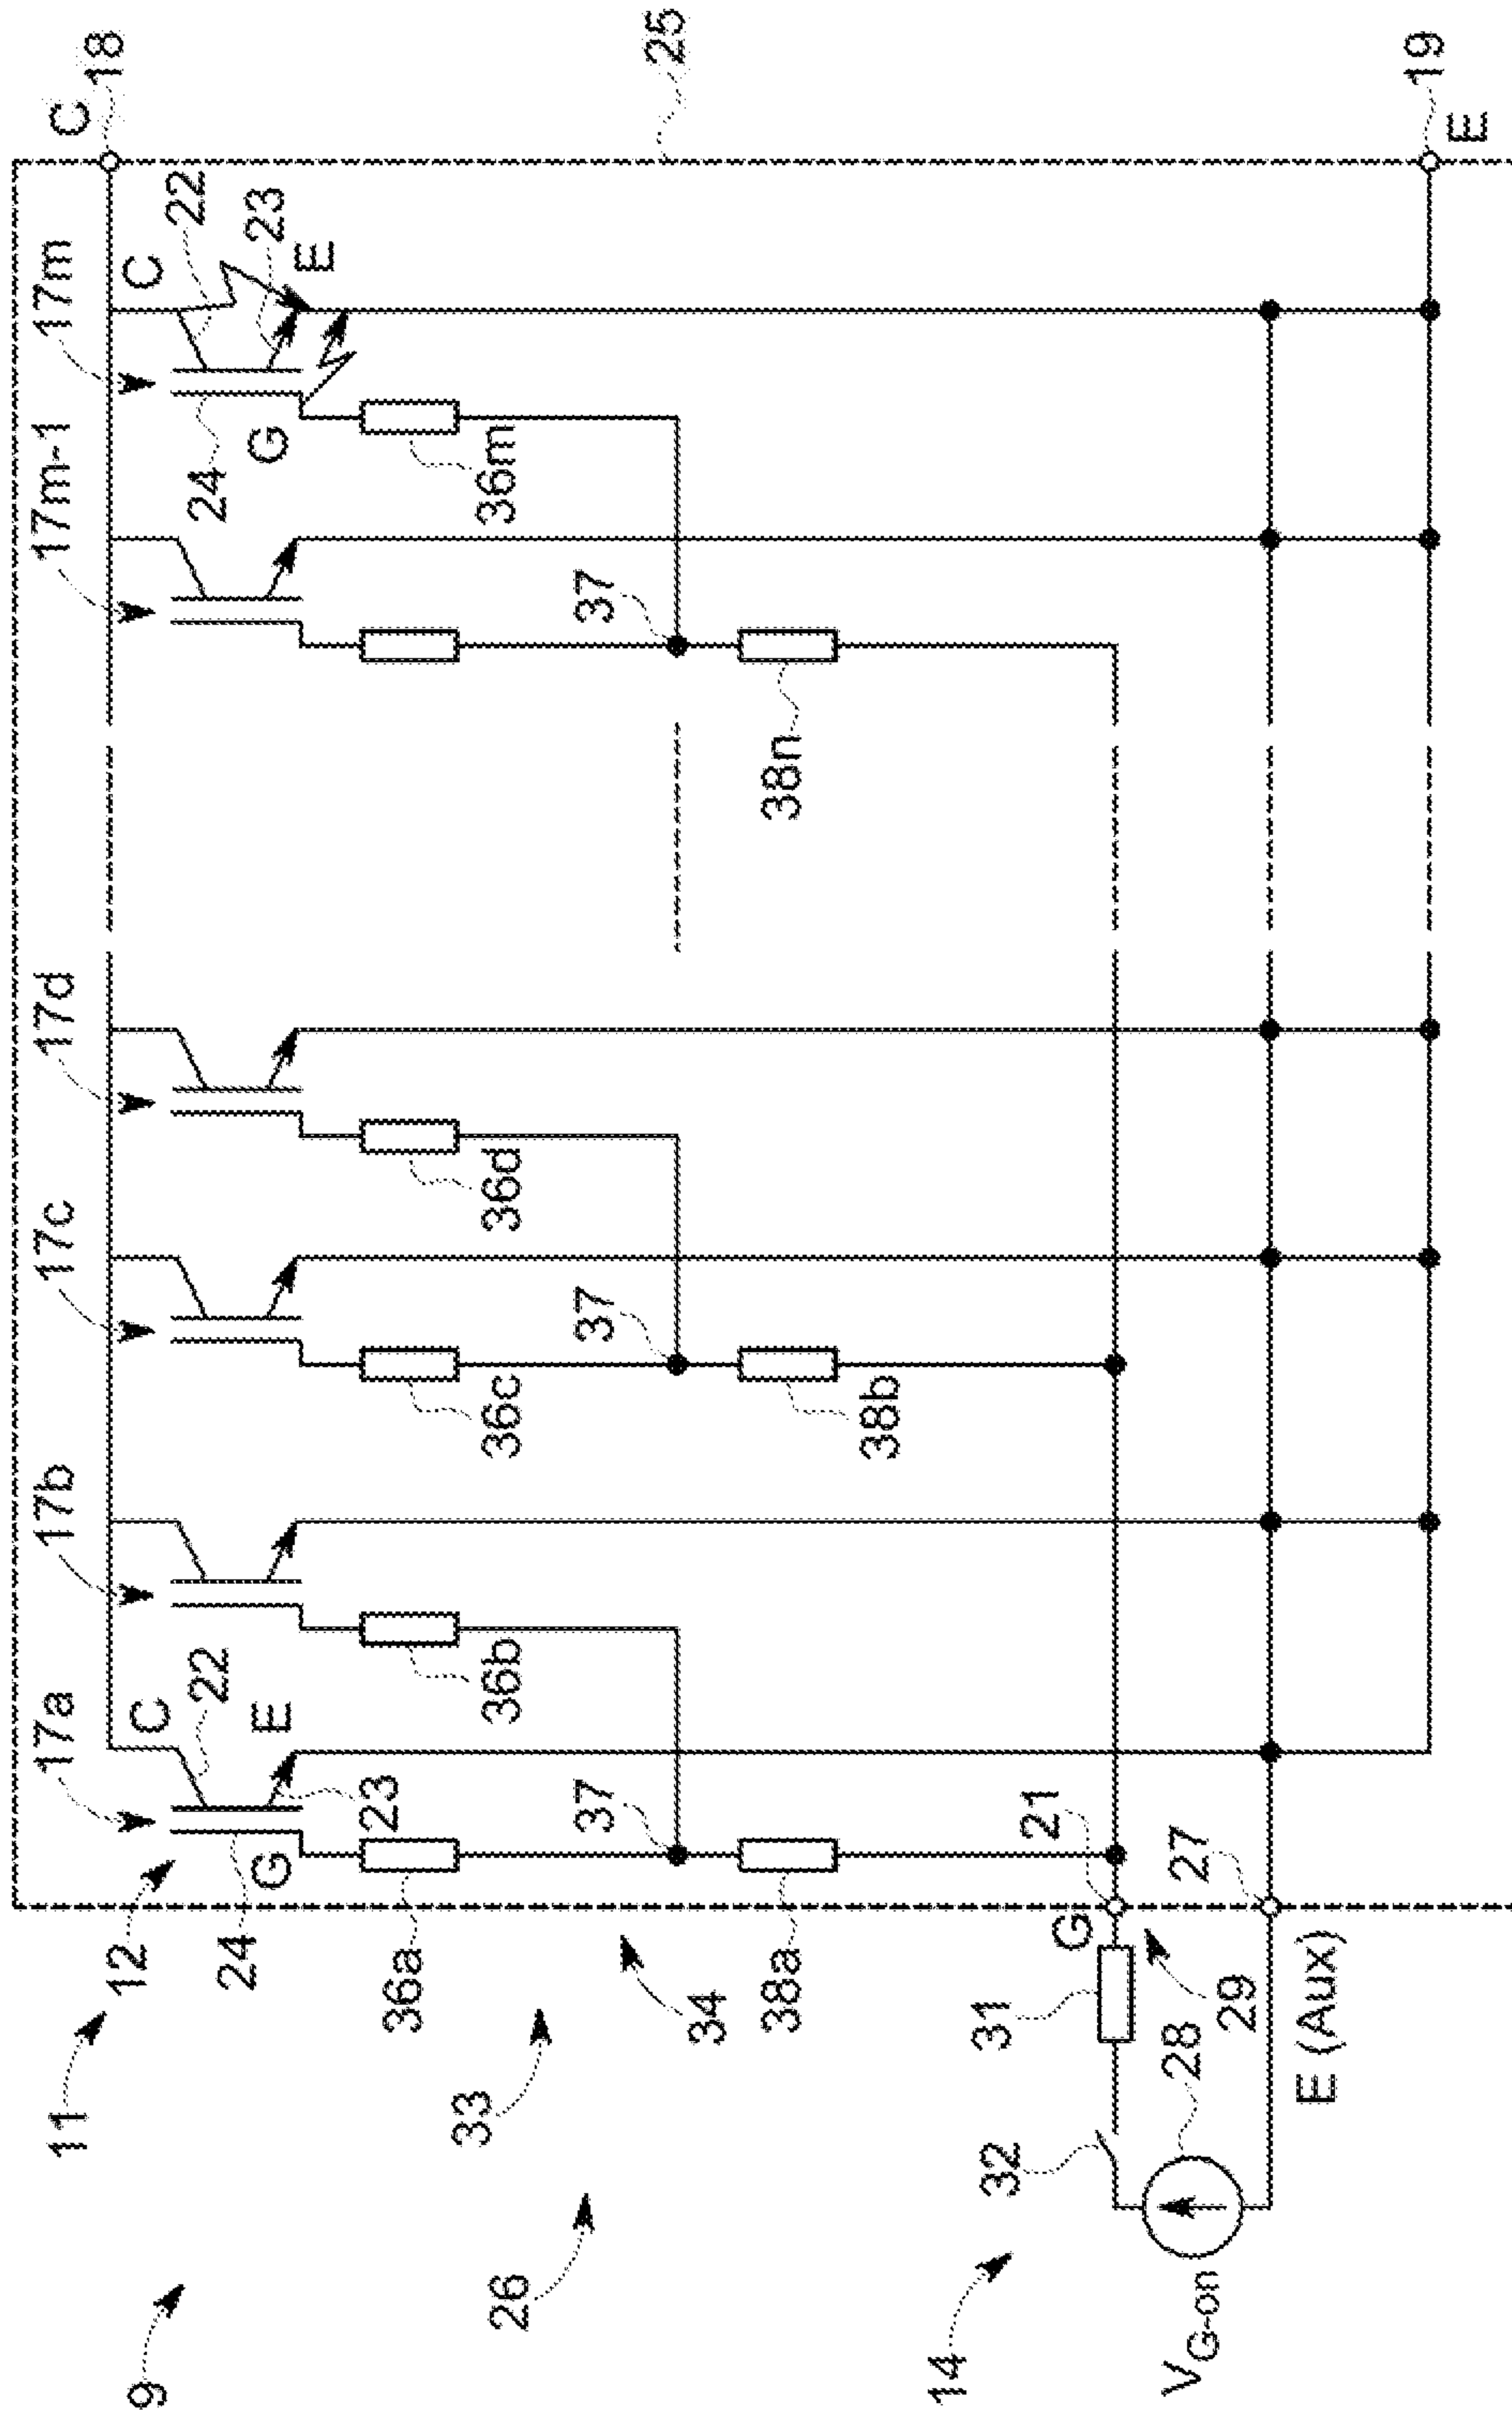 9
11
12
17a
17b
17c
17d
17m-1
17m
C
18
C
22
24
G
E
23
C
22
24
G
23
E
36a
36b
36c
36d
36m
25
26
33
34
37
37
37
38a
38b
38n
14
32
31
G
21
V_G-on
28
29
27
E (Aux)
19
E